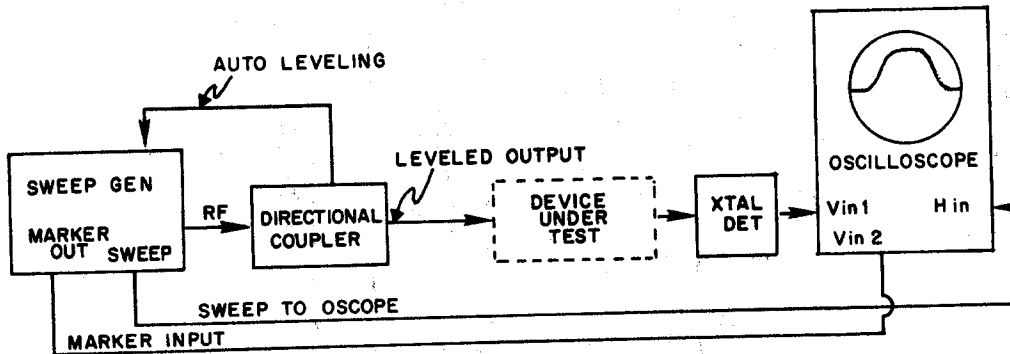 AUTO LEVELING
LEVELED OUTPUT
SWEEP GEN
MARKER
OUT SWEEP
RF
DIRECTIONAL
COUPLER
DEVICE
UNDER
TEST
XTAL
DET
OSCILLOSCOPE
Vin 1
H in
Vin 2
SWEEP TO OSCOPE
MARKER INPUT